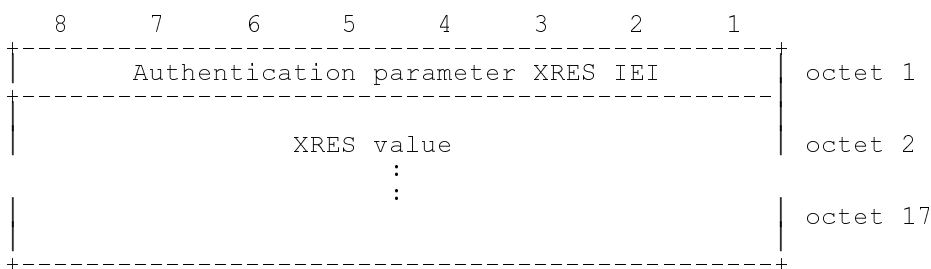 8 7 6 5 4 3 2 1
Authentication parameter XRES IEI octet 1
XRES value octet 2
:
:
octet 17